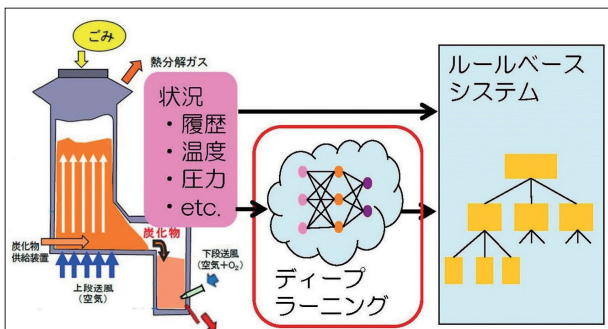 ごみ
熱分解ガス
状況
・履歴
・温度
・圧力
・etc.
炭化物
供給装置
上段送風
(空気)
炭化物
下段送風
(空気+O₂)
ディープ
ラーニング
ルールベース
システム